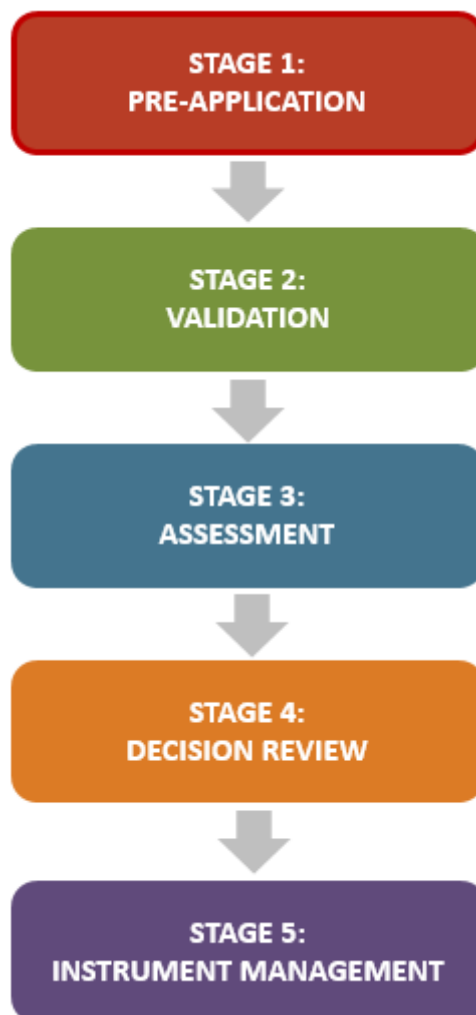 STAGE 1:
PRE-APPLICATION
STAGE 2:
VALIDATION
STAGE 3:
ASSESSMENT
STAGE 4:
DECISION REVIEW
STAGE 5:
INSTRUMENT MANAGEMENT